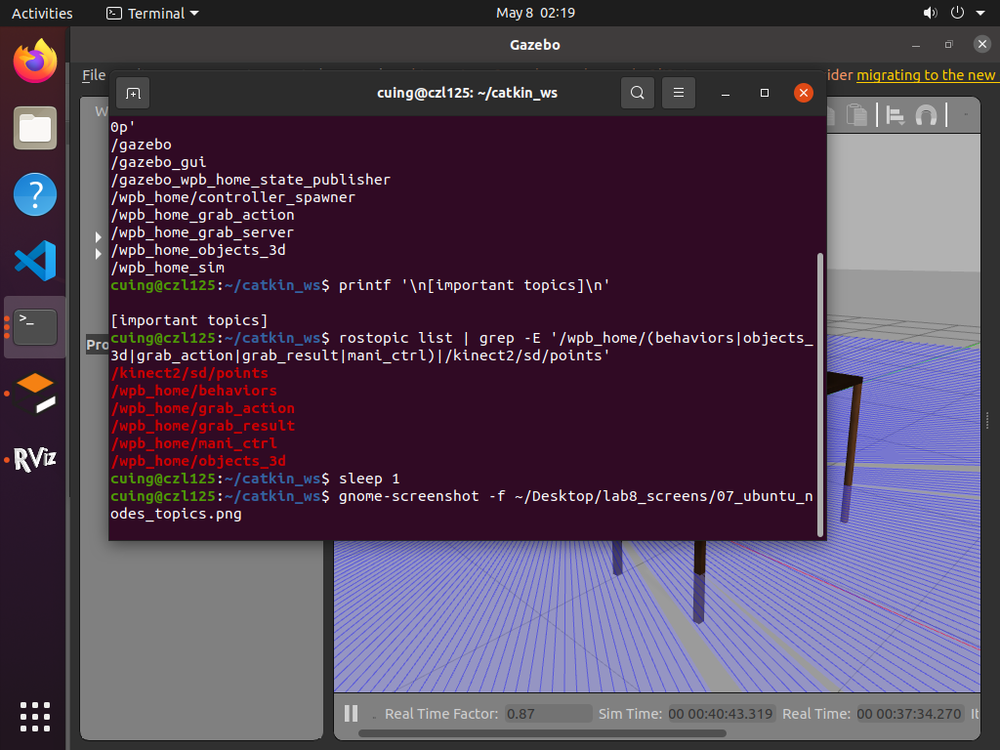 Activities
Terminal
May 8 02:19
Gazebo
File
ider migrating to the new
W
cuing@czl125: ~/catkin_ws
0p'
/gazebo
/gazebo_gui
/gazebo_wpb_home_state_publisher
/wpb_home/controller_spawner
/wpb_home_grab_action
/wpb_home_grab_server
/wpb_home_objects_3d
/wpb_home_sim
cuing@czl125:~/catkin_ws$ printf '\n[important topics]\n'
[important topics]
cuing@czl125:~/catkin_ws$ rostopic list | grep -E '/wpb_home/(behaviors|objects_
3d|grab_action|grab_result|mani_ctrl)|/kinect2/sd/points'
/kinect2/sd/points
/wpb_home/behaviors
/wpb_home/grab_action
/wpb_home/grab_result
/wpb_home/mani_ctrl
/wpb_home/objects_3d
cuing@czl125:~/catkin_ws$ sleep 1
cuing@czl125:~/catkin_ws$ gnome-screenshot -f ~/Desktop/lab8_screens/07_ubuntu_n
odes_topics.png
Pro
RViz
Real Time Factor: 0.87 Sim Time: 00 00:40:43.319 Real Time: 00 00:37:34.270 It